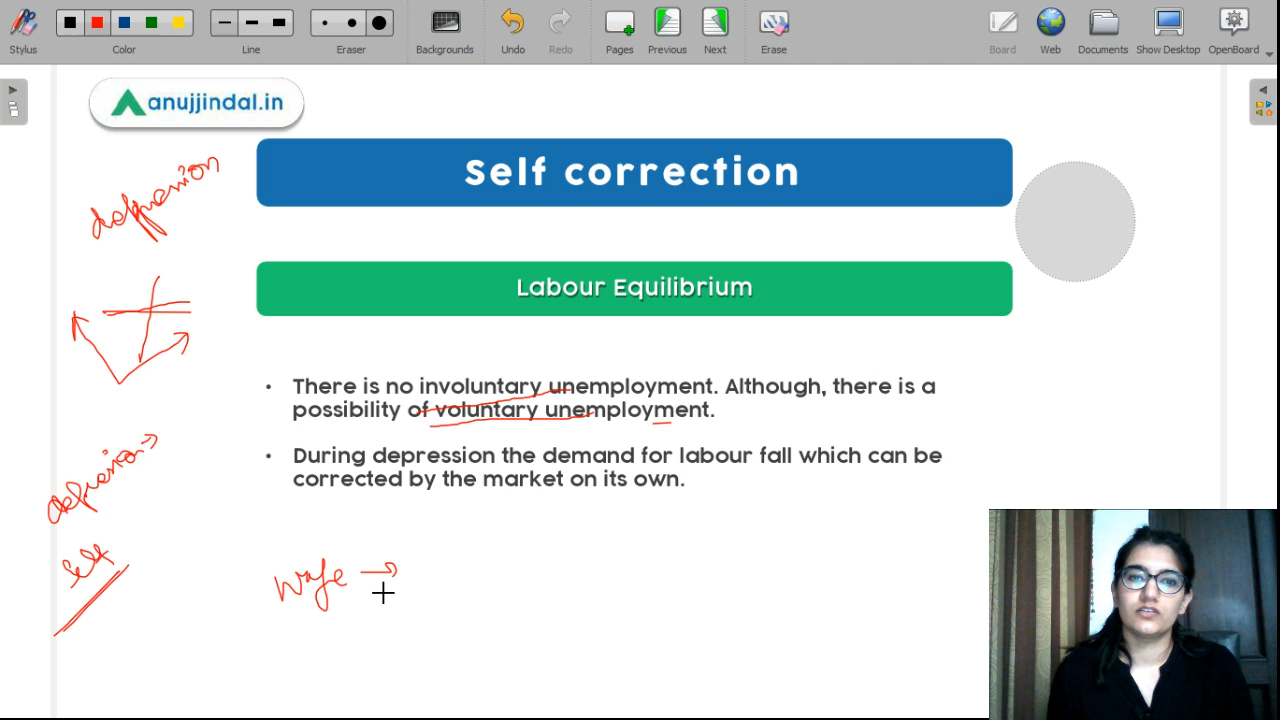 Stylus
Color
Line
Eraser
Backgrounds
Undo
Redo
Pages
Previous
Next
Erase
Board
Web
Documents
Show Desktop
OpenBoard
anujjindal.in
Self correction
depression
Labour Equilibrium
• There is no involuntary unemployment. Although, there is a
possibility of voluntary unemployment.
• During depression the demand for labour fall which can be
corrected by the market on its own.
depression →
Self
Wage →